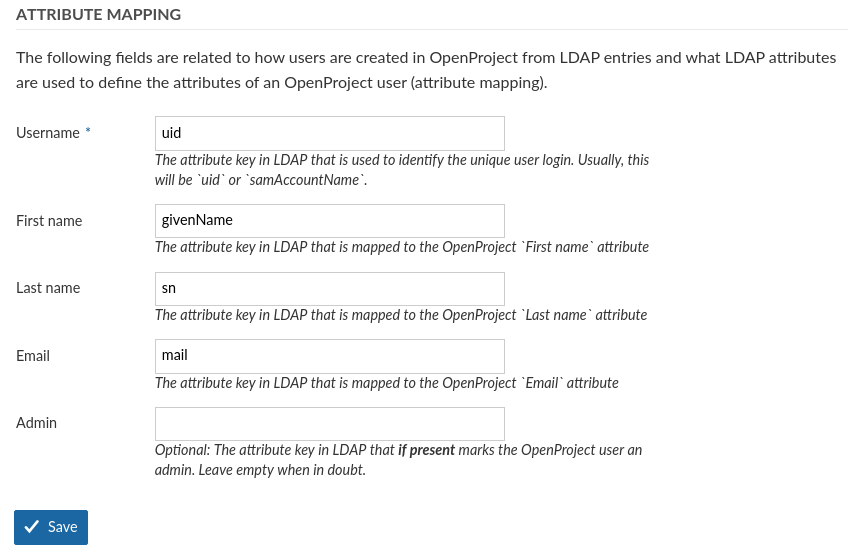 ATTRIBUTE MAPPING
The following fields are related to how users are created in OpenProject from LDAP entries and what LDAP attributes
are used to define the attributes of an OpenProject user (attribute mapping).
Username *
uid
The attribute key in LDAP that is used to identify the unique user login. Usually, this
will be `uid` or `samAccountName`.
First name
givenName
The attribute key in LDAP that is mapped to the OpenProject `First name` attribute
Last name
sn
The attribute key in LDAP that is mapped to the OpenProject `Last name` attribute
Email
mail
The attribute key in LDAP that is mapped to the OpenProject `Email` attribute
Admin
Optional: The attribute key in LDAP that if present marks the OpenProject user an
admin. Leave empty when in doubt.
Save